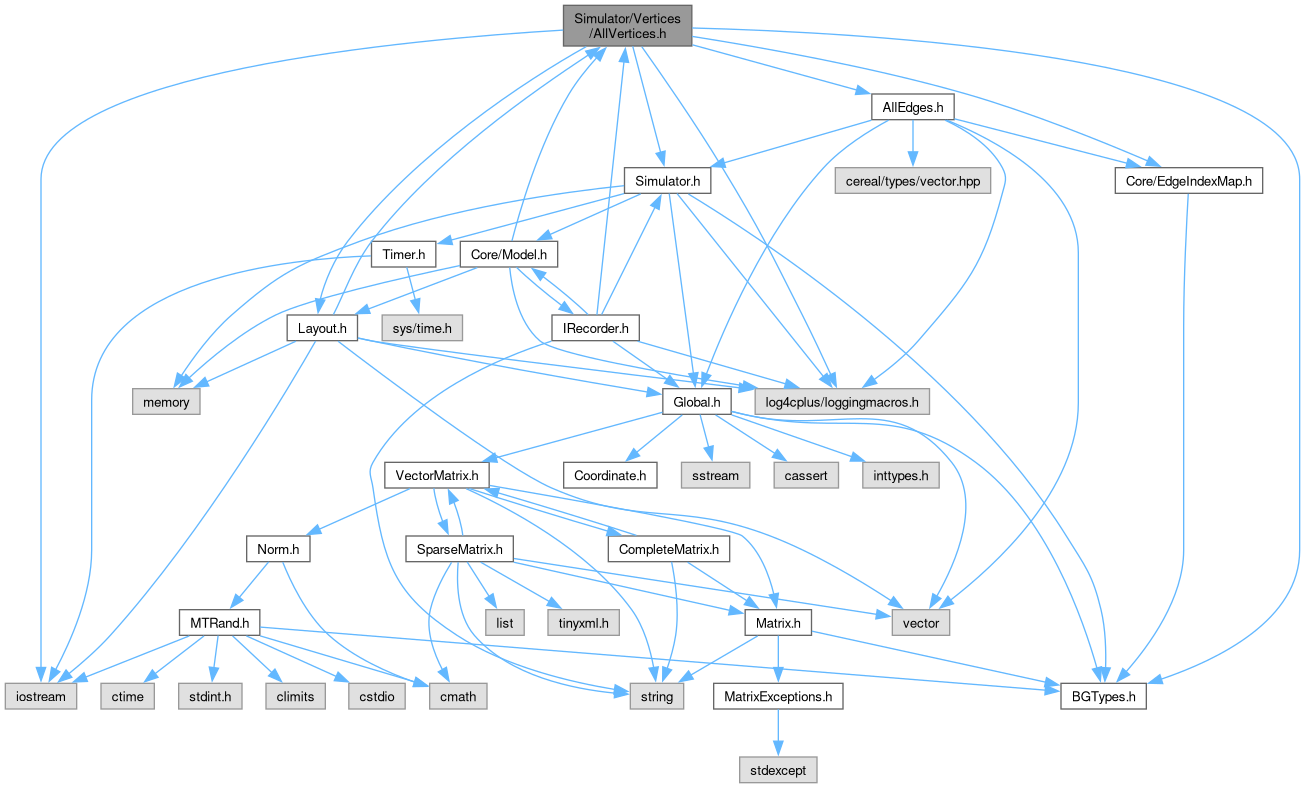 Simulator/Vertices
/AllVertices.h
AllEdges.h
Simulator.h
cereal/types/vector.hpp
Core/EdgeIndexMap.h
Timer.h
Core/Model.h
Layout.h
sys/time.h
IRecorder.h
memory
Global.h
log4cplus/loggingmacros.h
VectorMatrix.h
Coordinate.h
sstream
cassert
inttypes.h
Norm.h
SparseMatrix.h
CompleteMatrix.h
MTRand.h
list
tinyxml.h
Matrix.h
vector
iostream
ctime
stdint.h
climits
cstdio
cmath
string
MatrixExceptions.h
BGTypes.h
stdexcept